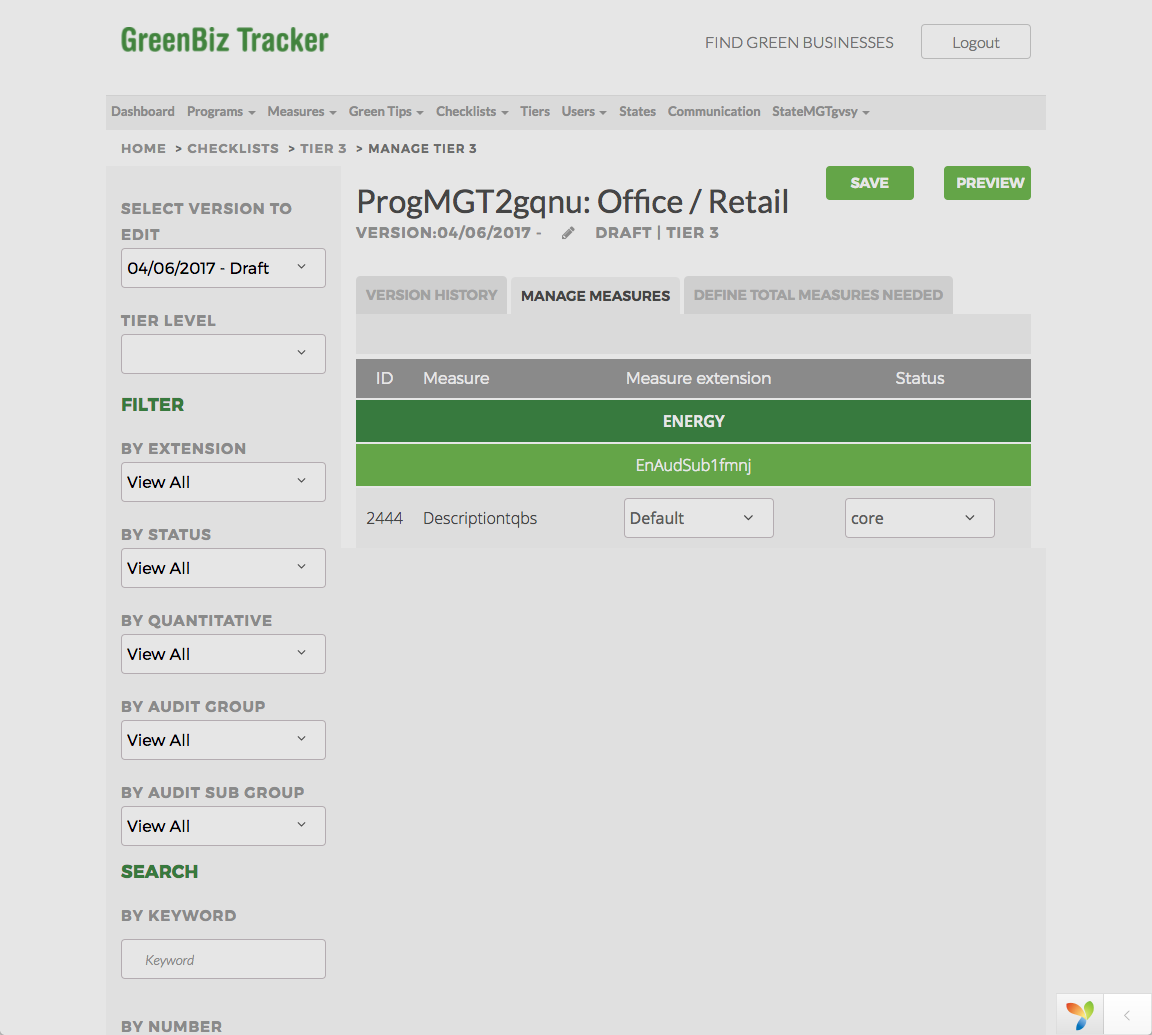 GreenBiz Tracker
FIND GREEN BUSINESSES
Logout
Dashboard Programs Measures Green Tips Checklists Tiers Users States Communication StateMGTgvsy
HOME > CHECKLISTS > TIER 3 > MANAGE TIER 3
SELECT VERSION TO
EDIT
04/06/2017 - Draft
TIER LEVEL
FILTER
BY EXTENSION
View All
BY STATUS
View All
BY QUANTITATIVE
View All
BY AUDIT GROUP
View All
BY AUDIT SUB GROUP
View All
SEARCH
BY KEYWORD
Keyword
BY NUMBER
ProgMGT2gqnu: Office / Retail
SAVE
PREVIEW
VERSION:04/06/2017 - DRAFT | TIER 3
VERSION HISTORY MANAGE MEASURES DEFINE TOTAL MEASURES NEEDED
ID Measure Measure extension Status
ENERGY
EnAudSub1fmnj
2444 Descriptiontqbs Default core